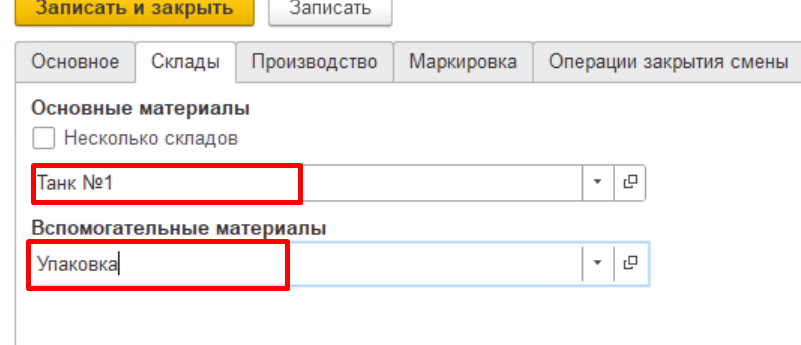 Записать и закрыть Записать
Основное Склады Производство Маркировка Операции закрытия смены
Основные материалы
Несколько складов
Танк №1
Вспомогательные материалы
Упаковка